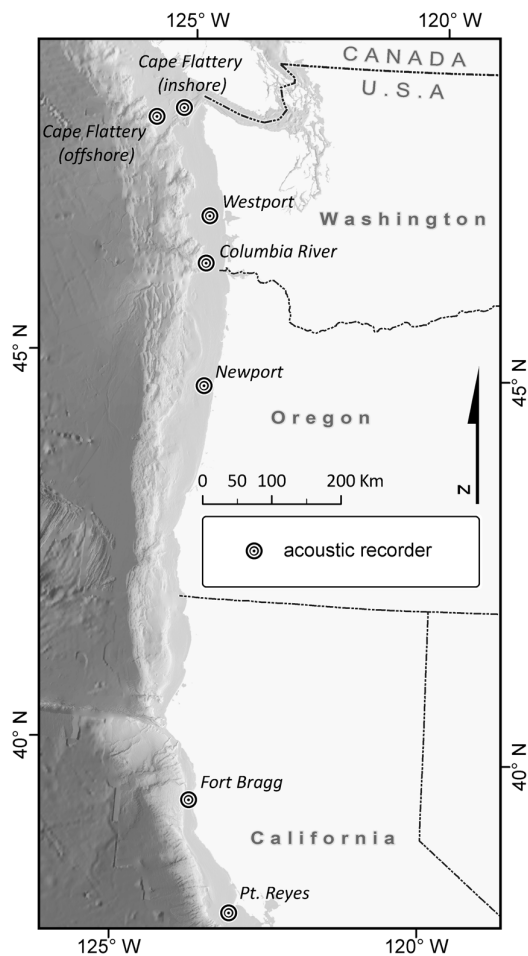 125° W
120° W
Cape Flattery
(inshore)
CANADA
U.S.A
Cape Flattery
(offshore)
Westport
Washington
Columbia River
45° N
45° N
Newport
Oregon
0 50 100 200 Km
N
acoustic recorder
40° N
40° N
Fort Bragg
California
Pt. Reyes
125° W
120° W